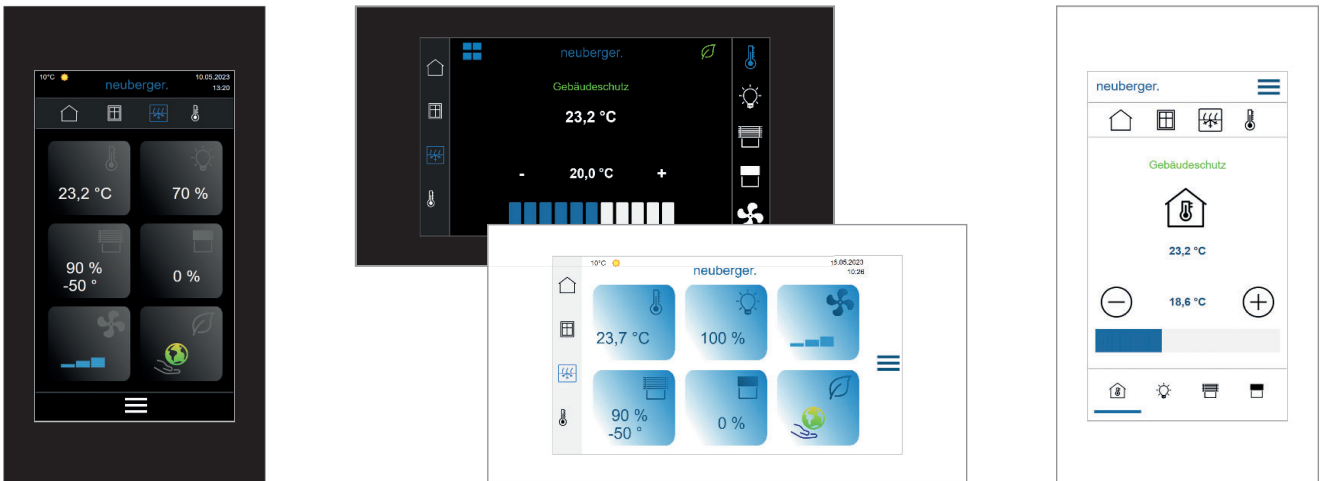 10°C
10.05.2023
neuberger.
13:20
23,2 °C
70 %
90 %
-50 °
0 %
neuberger.
Gebäudeschutz
23,2 °C
- 20,0 °C +
10°C
15.05.2023
neuberger.
10:26
23,7 °C
100 %
90 %
-50 °
0 %
neuberger.
Gebäudeschutz
23,2 °C
18,6 °C